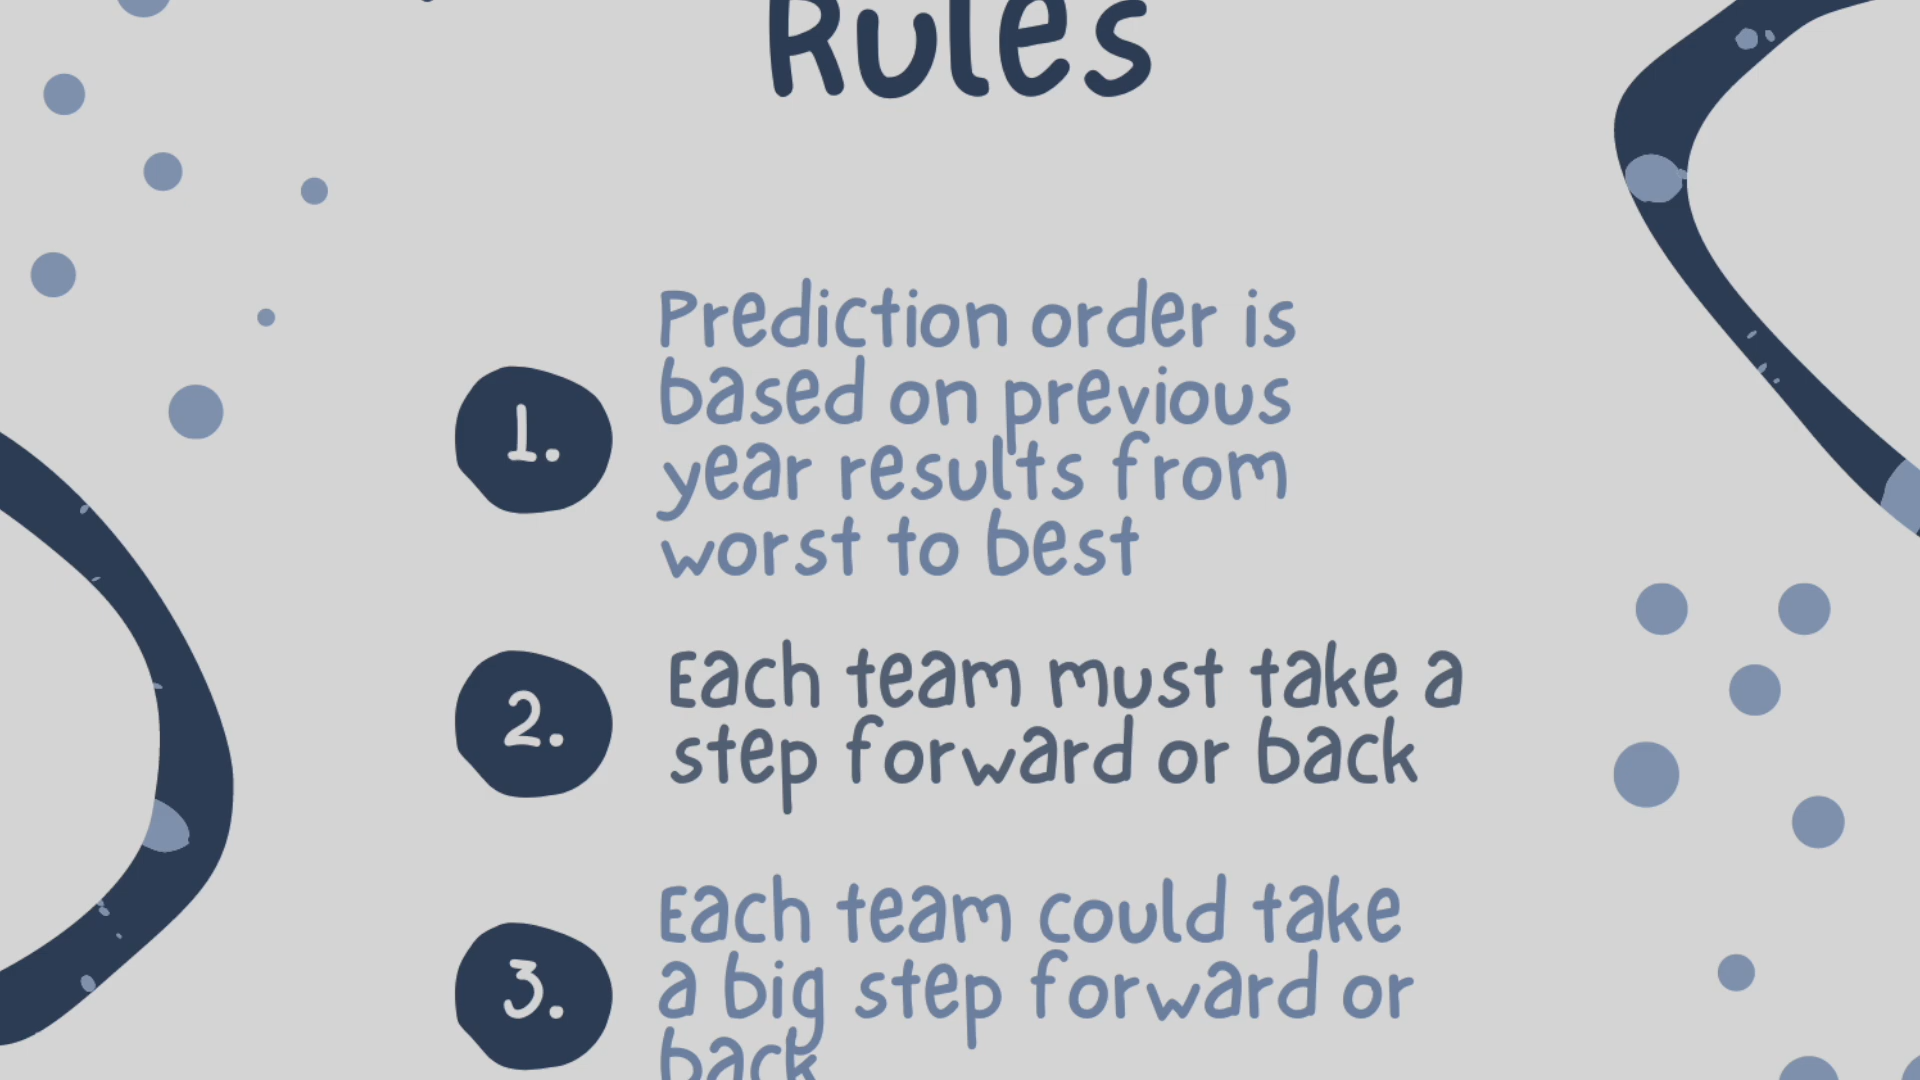 Rules
1.
Prediction order is
based on previous
year results from
worst to best
2.
Each team must take a
step forward or back
3.
Each team could take
a big step forward or
back